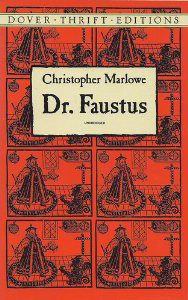 DOVER · THRIFT · EDITIONS
Christopher Marlowe
Dr. Faustus
UNABRIDGED